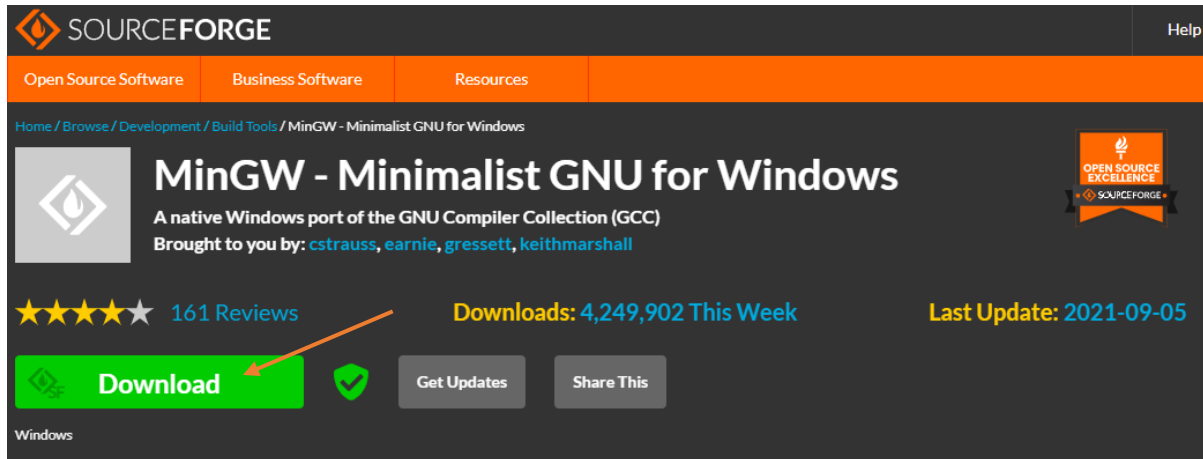 SOURCEFORGE
Help
Open Source Software Business Software Resources
Home / Browse / Development / Build Tools / MinGW - Minimalist GNU for Windows
MinGW - Minimalist GNU for Windows
OPEN SOURCE
EXCELLENCE
SOURCEFORGE
A native Windows port of the GNU Compiler Collection (GCC)
Brought to you by: cstrauss, earnie, gressett, keithmarshall
161 Reviews Downloads: 4,249,902 This Week Last Update: 2021-09-05
SF Download Get Updates Share This
Windows